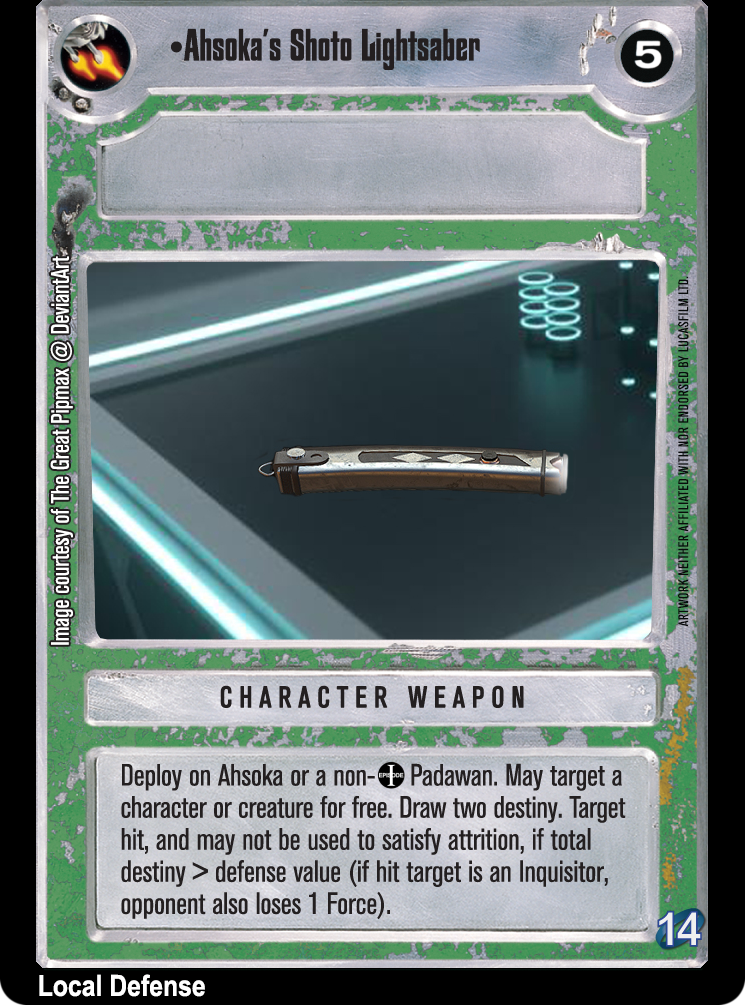 •Ahsoka's Shoto Lightsaber
5
Image courtesy of The Great Pipmax @ DeviantArt
ARTWORK NEITHER AFFILIATED WITH NOR ENDORSED BY LUCASFILM LTD.
CHARACTER WEAPON
Deploy on Ahsoka or a non-EPISODE I Padawan. May target a
character or creature for free. Draw two destiny. Target
hit, and may not be used to satisfy attrition, if total
destiny > defense value (if hit target is an Inquisitor,
opponent also loses 1 Force).
14
Local Defense